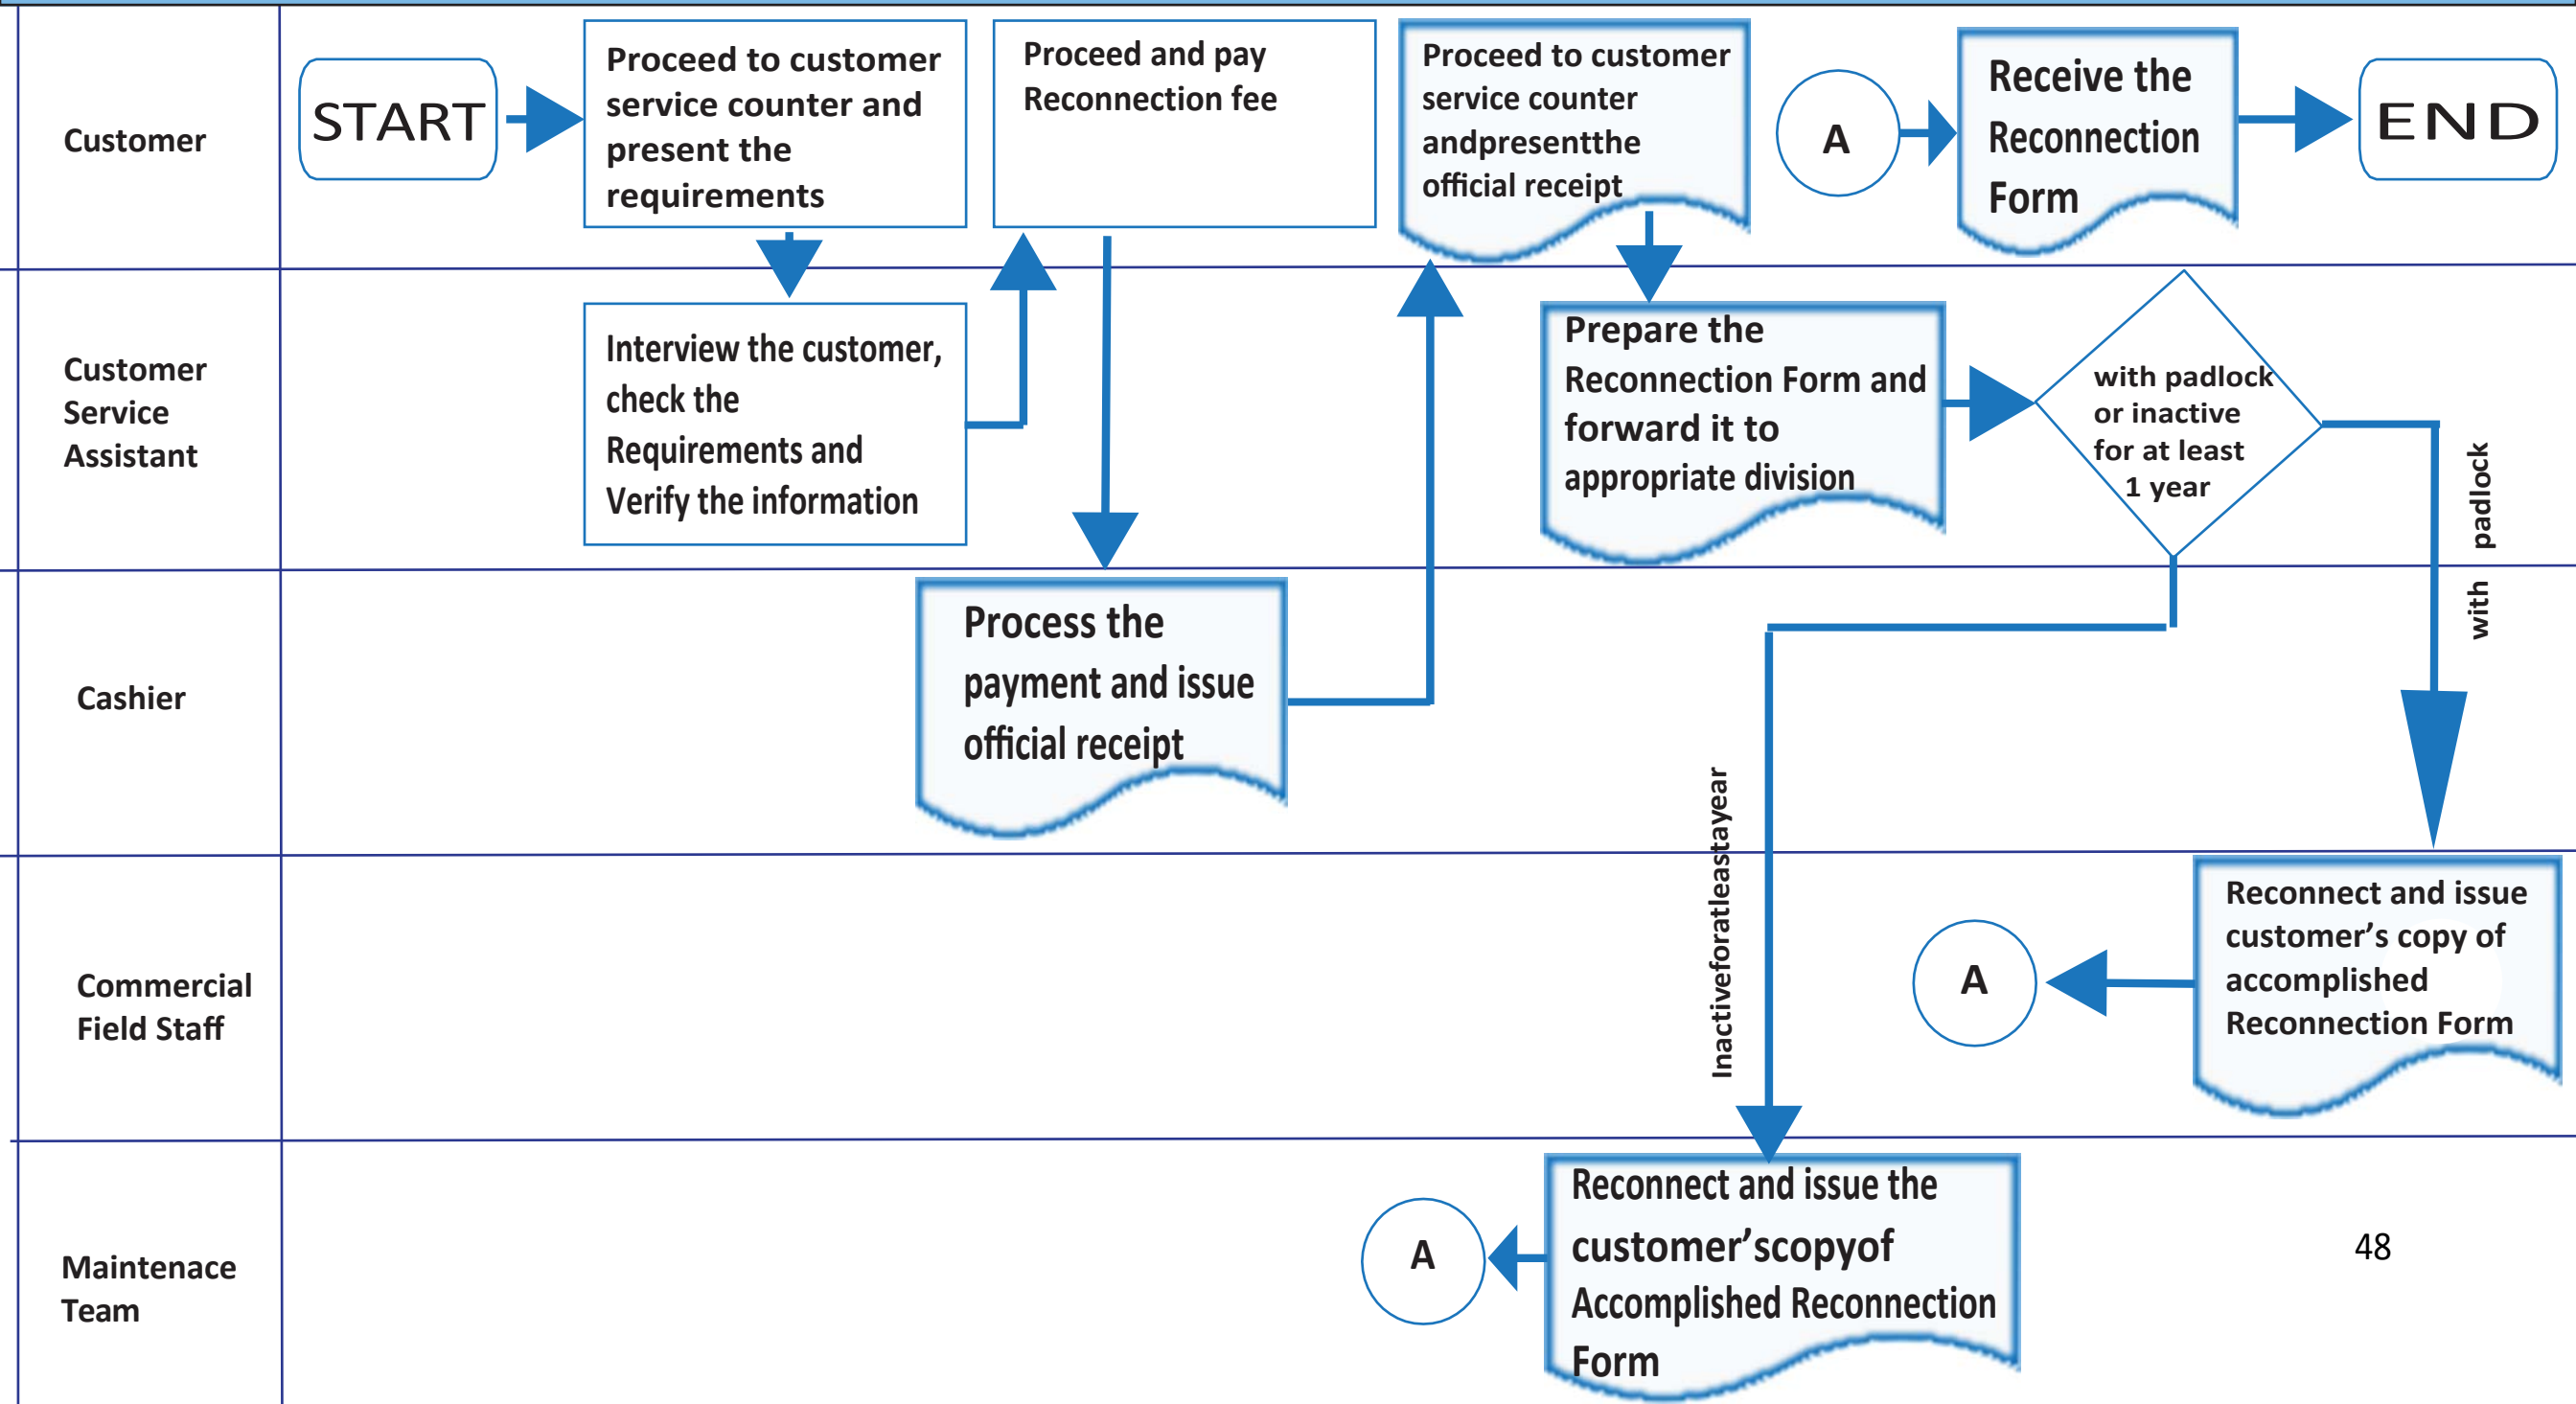 Customer
START
Proceed to customer
service counter and
present the
requirements
Proceed and pay
Reconnection fee
Proceed to customer
service counter
andpresentthe
official receipt
A
Receive the
Reconnection
Form
END
Customer
Service
Assistant
Interview the customer,
check the
Requirements and
Verify the information
Prepare the
Reconnection Form and
forward it to
appropriate division
with padlock
or inactive
for at least
1 year
with padlock
Cashier
Process the
payment and issue
official receipt
Inactiveforatleastayear
Commercial
Field Staff
A
Reconnect and issue
customer’s copy of
accomplished
Reconnection Form
Maintenace
Team
A
Reconnect and issue the
customer’scopyof
Accomplished Reconnection
Form
48